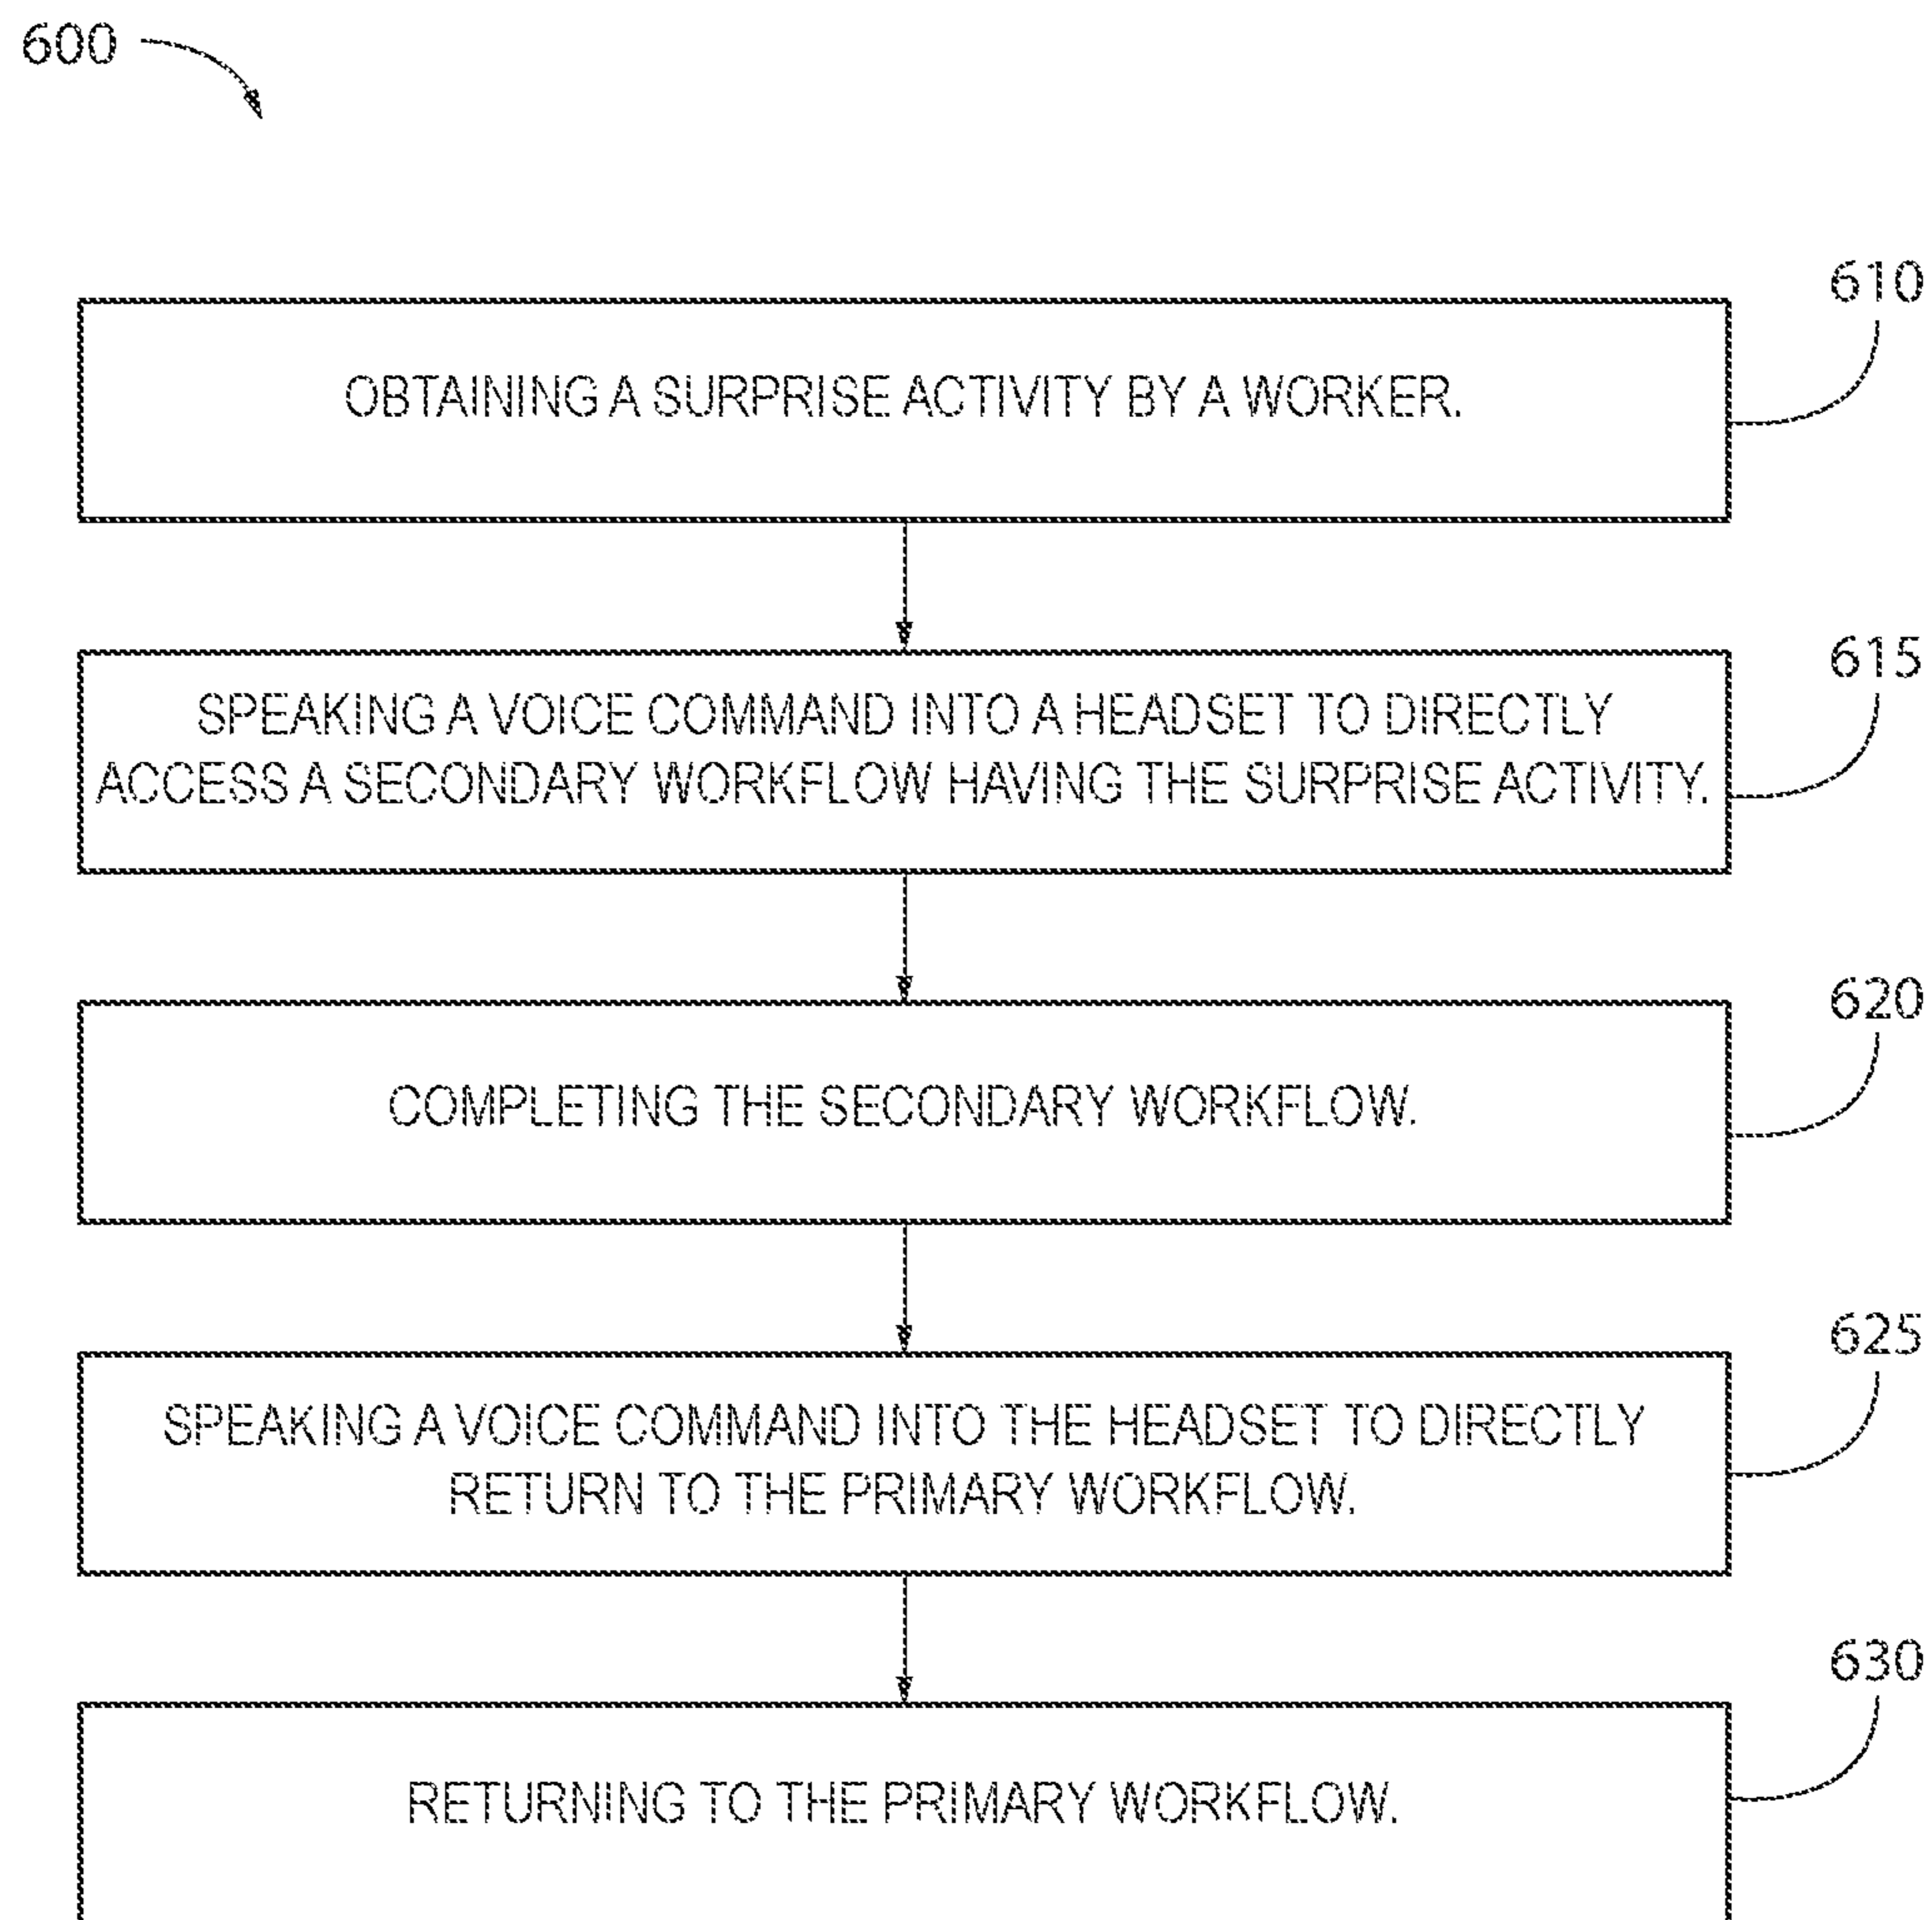 600
610
OBTAINING A SURPRISE ACTIVITY BY A WORKER.
615
SPEAKING A VOICE COMMAND INTO A HEADSET TO DIRECTLY
ACCESS A SECONDARY WORKFLOW HAVING THE SURPRISE ACTIVITY.
620
COMPLETING THE SECONDARY WORKFLOW.
625
SPEAKING A VOICE COMMAND INTO THE HEADSET TO DIRECTLY
RETURN TO THE PRIMARY WORKFLOW.
630
RETURNING TO THE PRIMARY WORKFLOW.